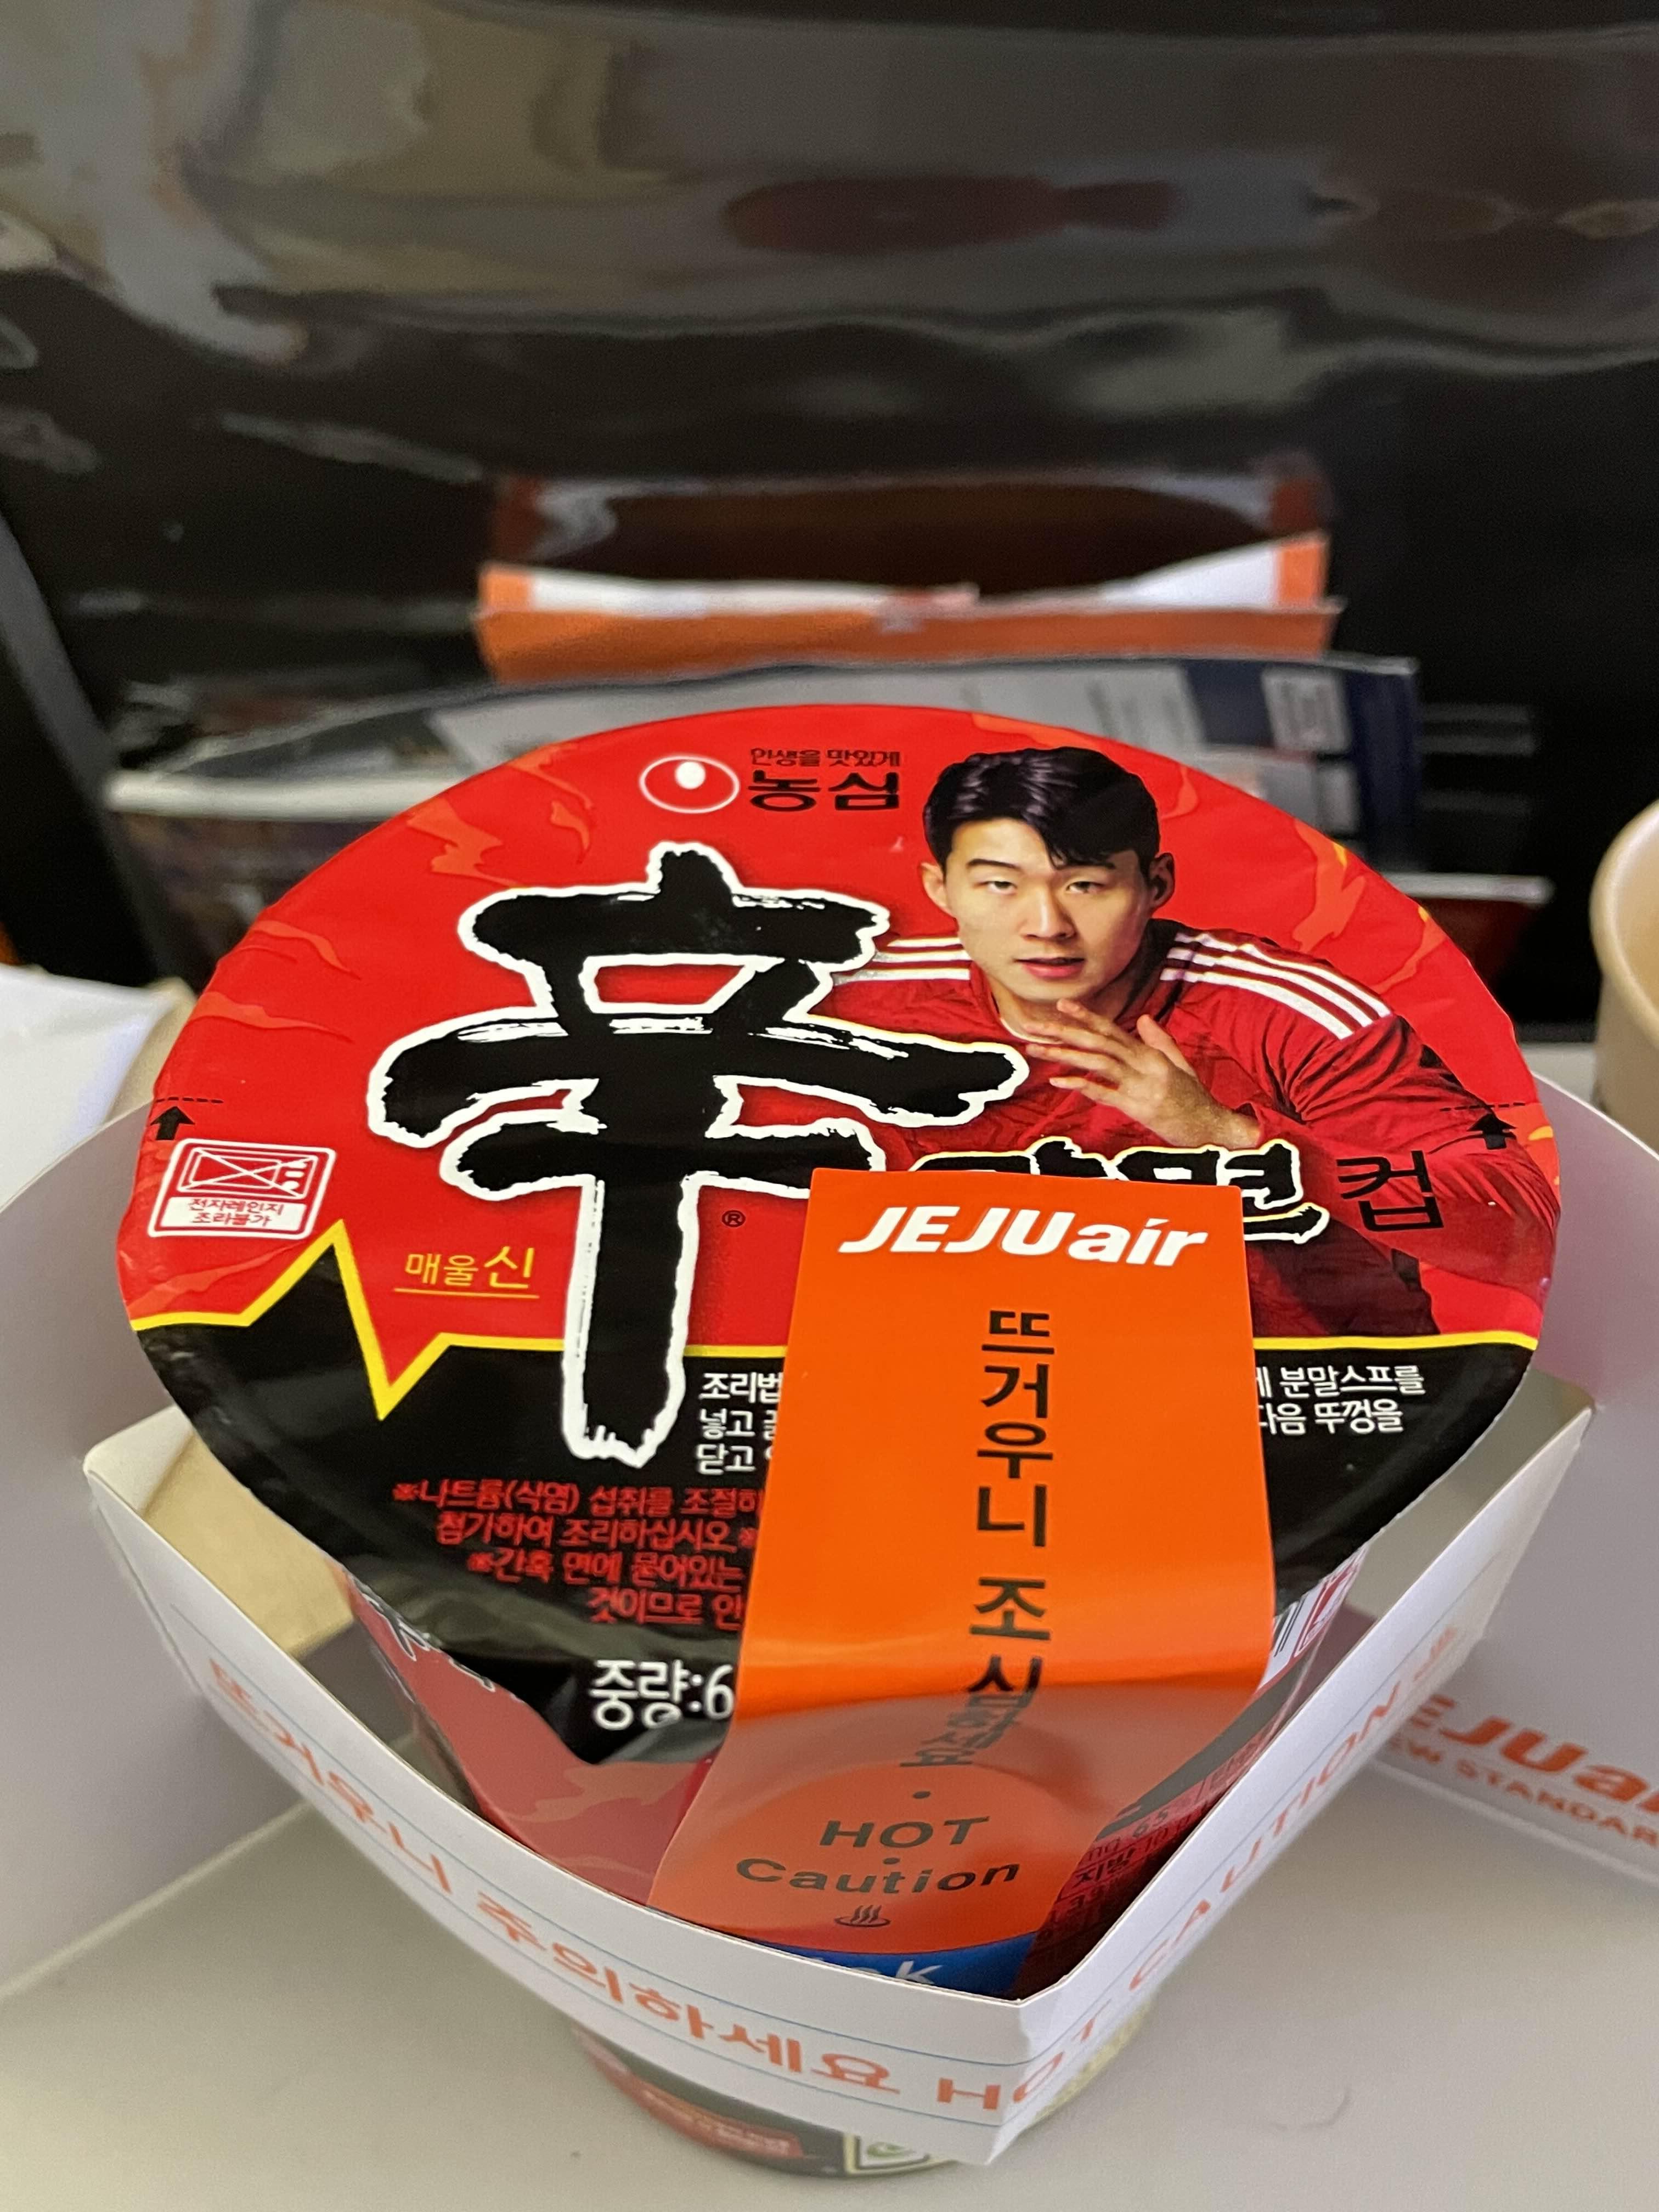 인생을 맛있게
농심
辛
컵
전자레인지
조리불가
매울신
®
JEJUair
뜨거우니 조심하세요
HOT
Caution
조리법
분말스프를
넣고
다음 뚜껑을
닫고
※나트륨(식염) 섭취를 조절하
첨가하여 조리하십시오
※간혹 면에 묻어있는
것이므로
중량:6
지방
뜨거우니 주의하세요 HOT CAUTION
JEJUai
EW STANDAR